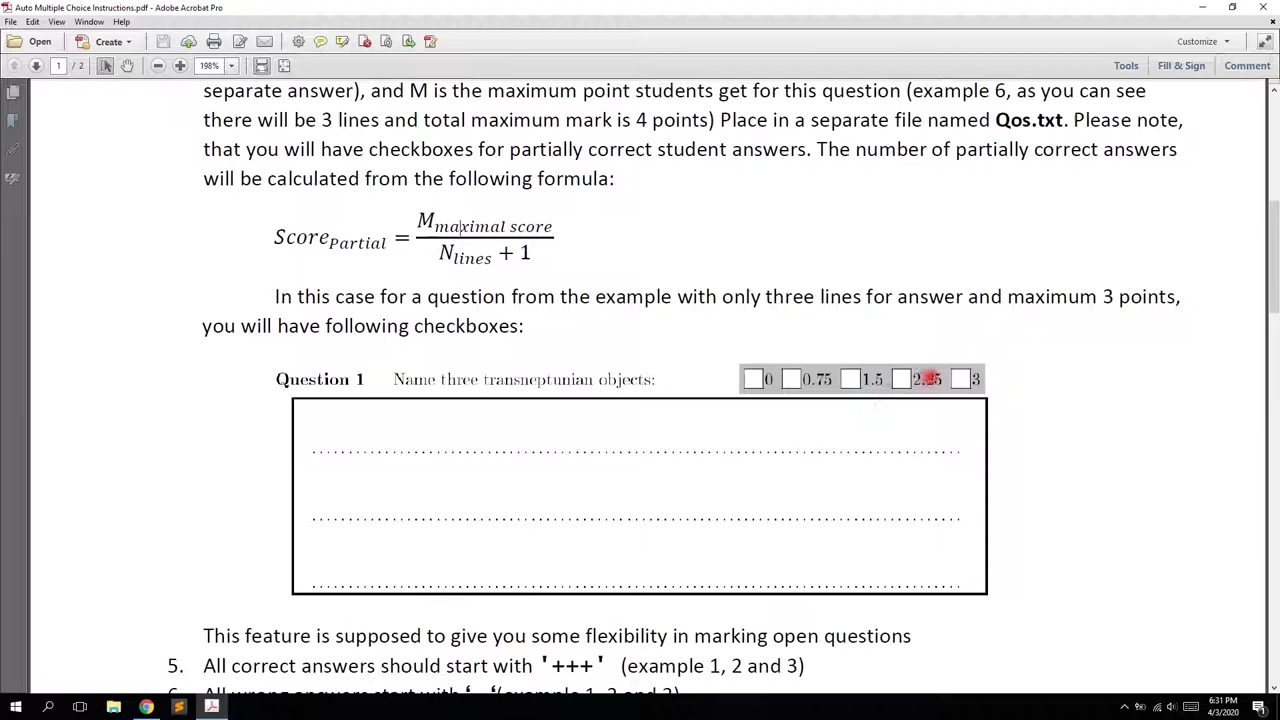 Auto Multiple Choice Instructions.pdf - Adobe Acrobat Pro
File Edit View Window Help
Open Create Customize
1 / 2 198% Tools Fill & Sign Comment
separate answer), and M is the maximum point students get for this question (example 6, as you can see
there will be 3 lines and total maximum mark is 4 points) Place in a separate file named Qos.txt. Please note,
that you will have checkboxes for partially correct student answers. The number of partially correct answers
will be calculated from the following formula:
Score_Partial = M_maximal score / N_lines + 1
In this case for a question from the example with only three lines for answer and maximum 3 points,
you will have following checkboxes:
Question 1 Name three transneptunian objects: 0 0.75 1.5 2.25 3
This feature is supposed to give you some flexibility in marking open questions
5. All correct answers should start with '+++' (example 1, 2 and 3)
6:31 PM
4/3/2020